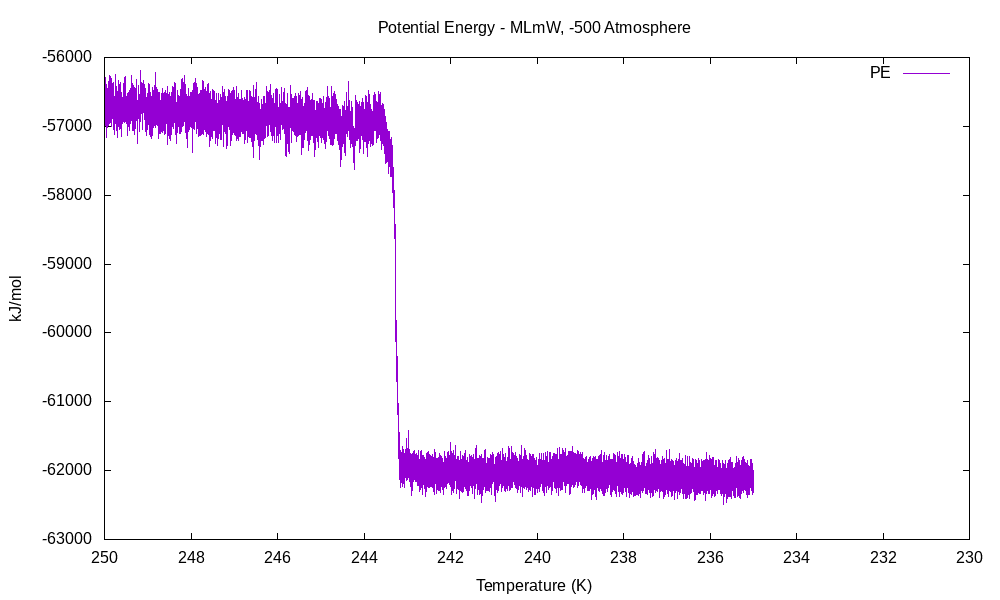 Potential Energy - MLmW, -500 Atmosphere
-56000
PE
-57000
-58000
-59000
kJ/mol
-60000
-61000
-62000
-63000
250 248 246 244 242 240 238 236 234 232 230
Temperature (K)